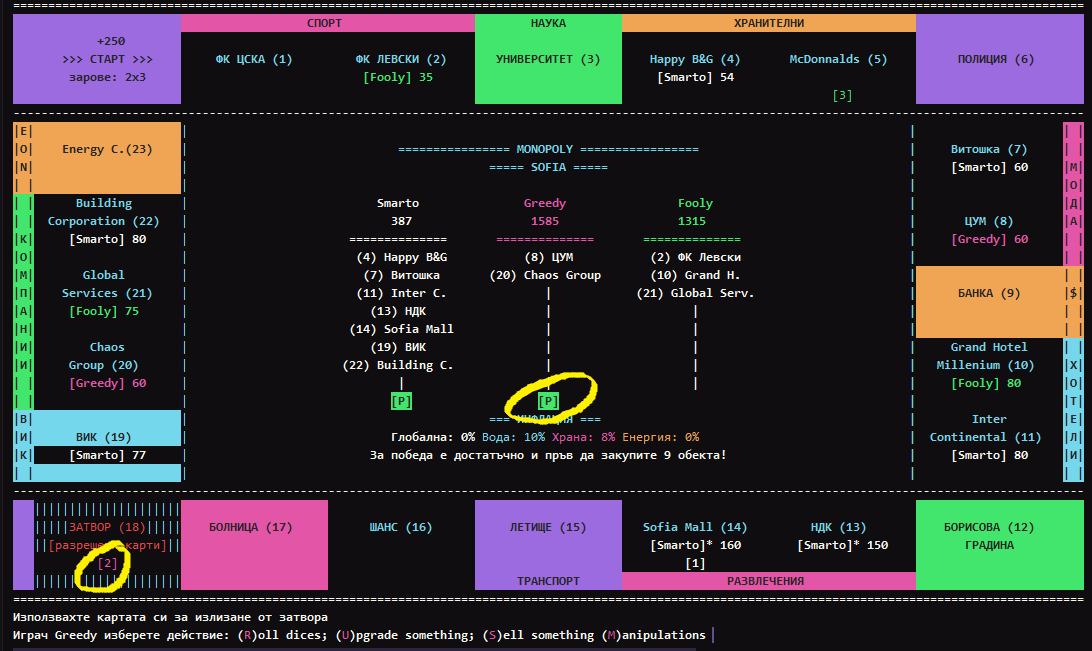 СПОРТ НАУКА ХРАНИТЕЛНИ
+250
>>> СТАРТ >>> ФК ЦСКА (1) ФК ЛЕВСКИ (2) УНИВЕРСИТЕТ (3) Happy B&G (4) McDonnalds (5) ПОЛИЦИЯ (6)
зарове: 2x3 [Fooly] 35 [Smarto] 54
[3]
|E|
|О| Energy C.(23) ================ MONOPOLY ================= Витошка (7)
|N| ===== SOFIA ===== [Smarto] 60 |М|
|О|
Building Smarto Greedy Fooly |Д|
Corporation (22) 387 1585 1315 ЦУМ (8) |А|
|К| [Smarto] 80 ============== ============== ============== [Greedy] 60
|О| (4) Happy B&G (8) ЦУМ (2) ФК Левски
|М| Global (7) Витошка (20) Chaos Group (10) Grand H.
|П| Services (21) (11) Inter C. (21) Global Serv. БАНКА (9) |$|
|А| [Fooly] 75 (13) НДК
|Н| (14) Sofia Mall
|И| Chaos (19) ВИК Grand Hotel
|И| Group (20) (22) Building C. Millenium (10) |Х|
[Greedy] 60 [Fooly] 80 |О|
[P] [P] |Т|
|В| === === Inter |Е|
|И| ВИК (19) Глобална: 0% Вода: 10% Храна: 8% Енергия: 0% Continental (11) |Л|
|К| [Smarto] 77 За победа е достатъчно и пръв да закупите 9 обекта! [Smarto] 80 |И|
ЗАТВОР (18) БОЛНИЦА (17) ШАНС (16) ЛЕТИЩЕ (15) Sofia Mall (14) НДК (13) БОРИСОВА (12)
карти] [Smarto]* 160 [Smarto]* 150 ГРАДИНА
[2] [1]
ТРАНСПОРТ РАЗВЛЕЧЕНИЯ
Използвахте картата си за излизане от затвора
Играч Greedy изберете действие: (R)oll dices; (U)pgrade something; (S)ell something (M)anipulations